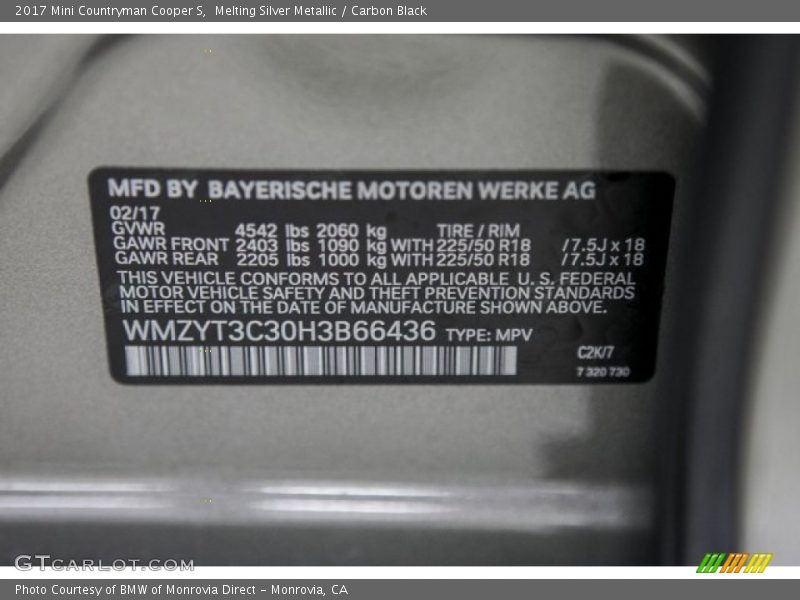 2017 Mini Countryman Cooper S,  Melting Silver Metallic / Carbon Black
MFD BY BAYERISCHE MOTOREN WERKE AG
02/17
GVWR 4542 lbs 2060 kg TIRE / RIM
GAWR FRONT 2403 lbs 1090 kg WITH 225/50 R18 /7.5J x 18
GAWR REAR 2205 lbs 1000 kg WITH 225/50 R18 /7.5J x 18
THIS VEHICLE CONFORMS TO ALL APPLICABLE U. S. FEDERAL
MOTOR VEHICLE SAFETY AND THEFT PREVENTION STANDARDS
IN EFFECT ON THE DATE OF MANUFACTURE SHOWN ABOVE.
WMZYT3C30H3B66436 TYPE: MPV
C2K/7
7 320 730
GTCARLOT.COM
Photo Courtesy of BMW of Monrovia Direct - Monrovia, CA